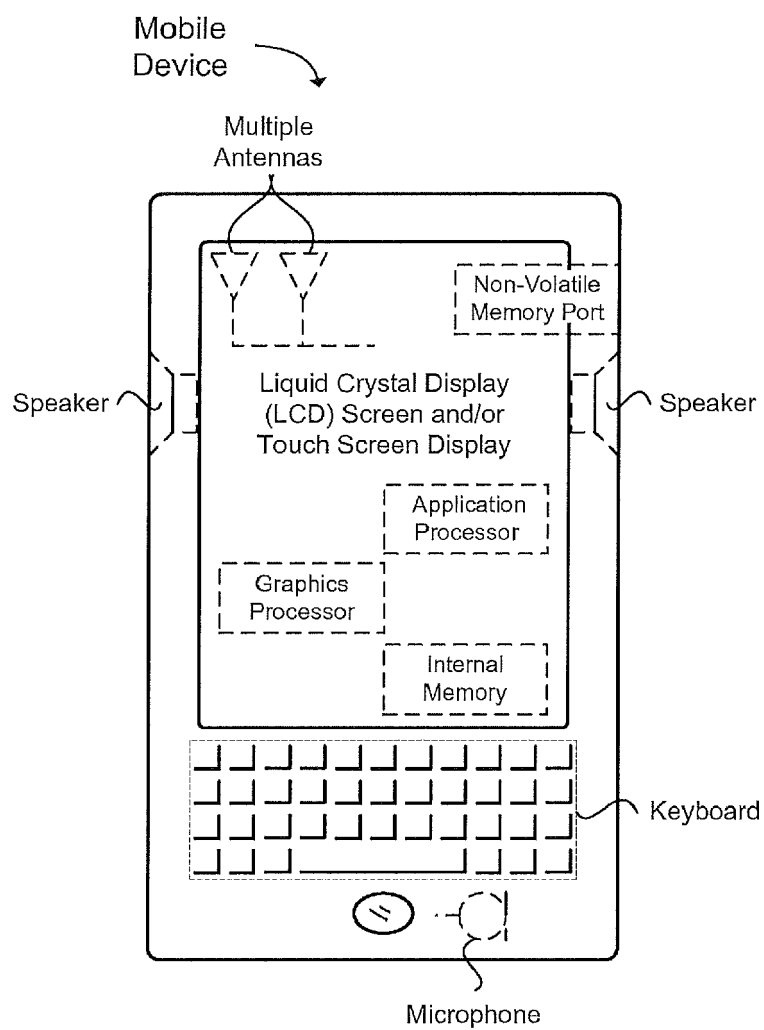 Mobile
Device
Multiple
Antennas
Non-Volatile
Memory Port
Speaker
Liquid Crystal Display
(LCD) Screen and/or
Touch Screen Display
Speaker
Application
Processor
Graphics
Processor
Internal
Memory
Keyboard
Microphone